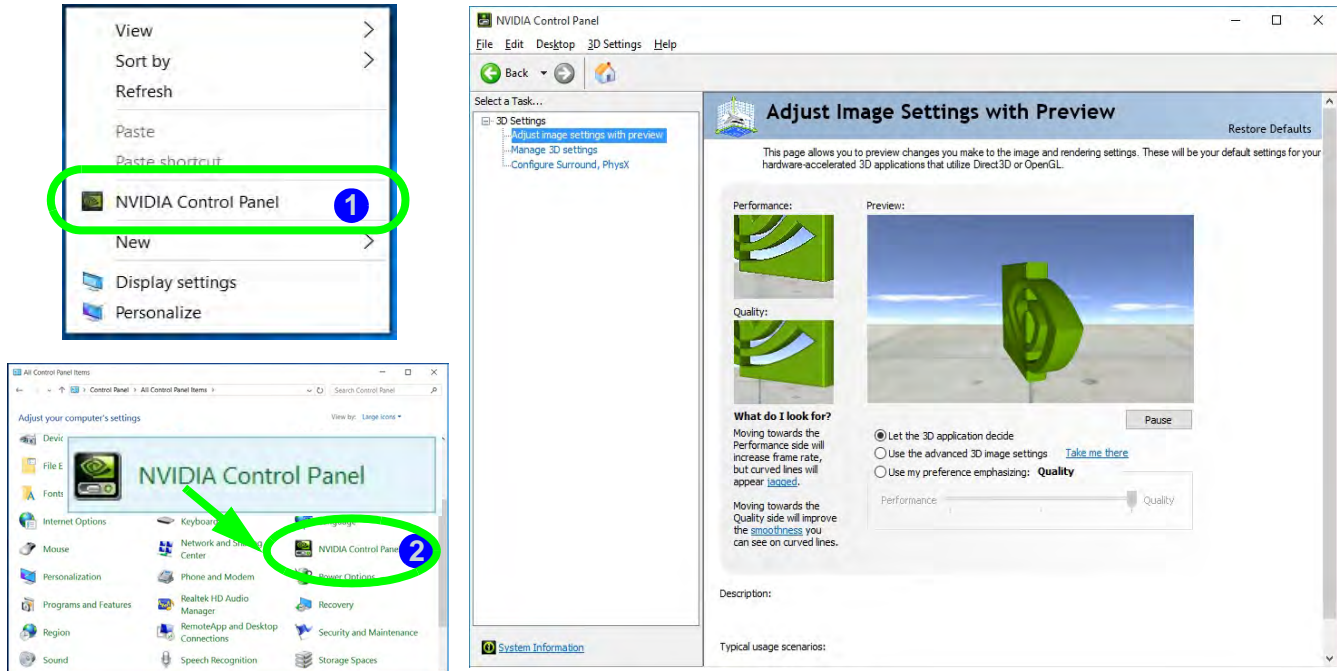 View
Sort by
Refresh
Paste
Paste shortcut
NVIDIA Control Panel
1
New
Display settings
Personalize
All Control Panel Items
Control Panel > All Control Panel Items >
Search Control Panel
Adjust your computer's settings
View by: Large icons
Devic
File E
NVIDIA Control Panel
Fonts
Internet Options
Keyboard
Language
Mouse
Network and Sharing
Center
NVIDIA Control Pane
2
Personalization
Phone and Modem
Power Options
Programs and Features
Realtek HD Audio
Manager
Recovery
Region
RemoteApp and Desktop
Connections
Security and Maintenance
Sound
Speech Recognition
Storage Spaces
NVIDIA Control Panel
File Edit Desktop 3D Settings Help
Back
Select a Task...
3D Settings
Adjust image settings with preview
Manage 3D settings
Configure Surround, PhysX
System Information
Adjust Image Settings with Preview
Restore Defaults
This page allows you to preview changes you make to the image and rendering settings. These will be your default settings for your
hardware-accelerated 3D applications that utilize Direct3D or OpenGL.
Performance:
Preview:
Quality:
What do I look for?
Moving towards the
Performance side will
increase frame rate,
but curved lines will
appear jagged.
Moving towards the
Quality side will improve
the smoothness you
can see on curved lines.
Pause
Let the 3D application decide
Use the advanced 3D image settings Take me there
Use my preference emphasizing: Quality
Performance
Quality
Description:
Typical usage scenarios: